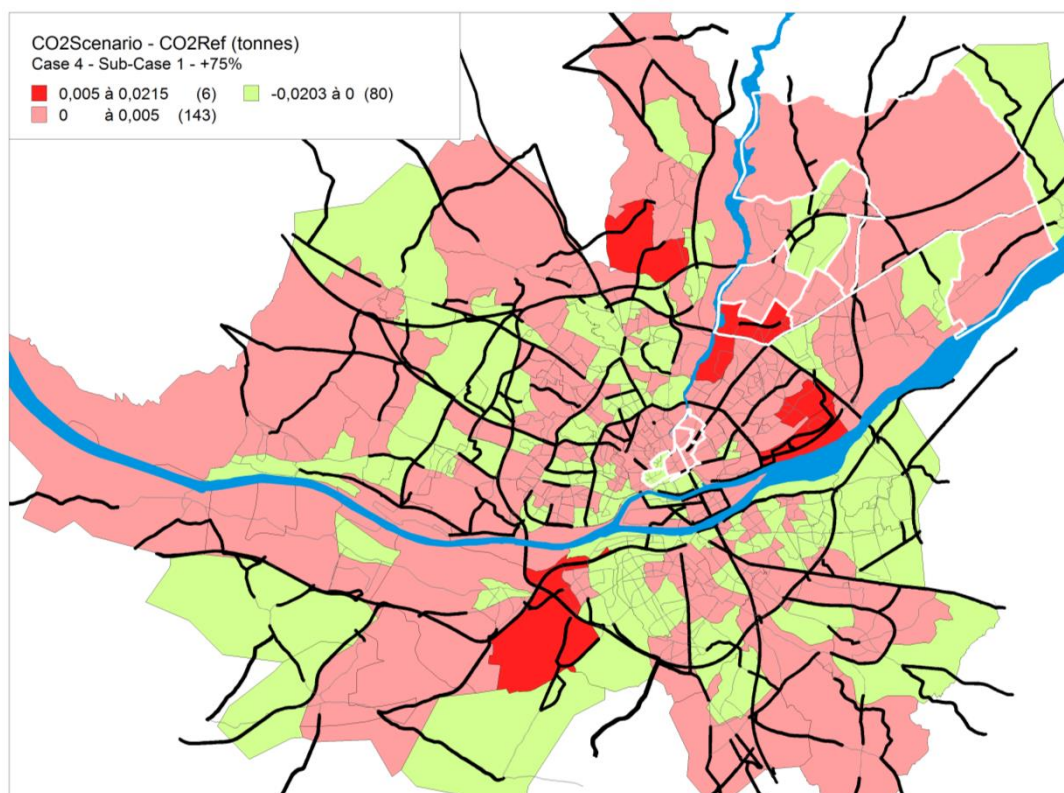 CO2Scenario - CO2Ref (tonnes)
Case 4 - Sub-Case 1 - +75%
0,005 à 0,0215 (6) -0,0203 à 0 (80)
0 à 0,005 (143)